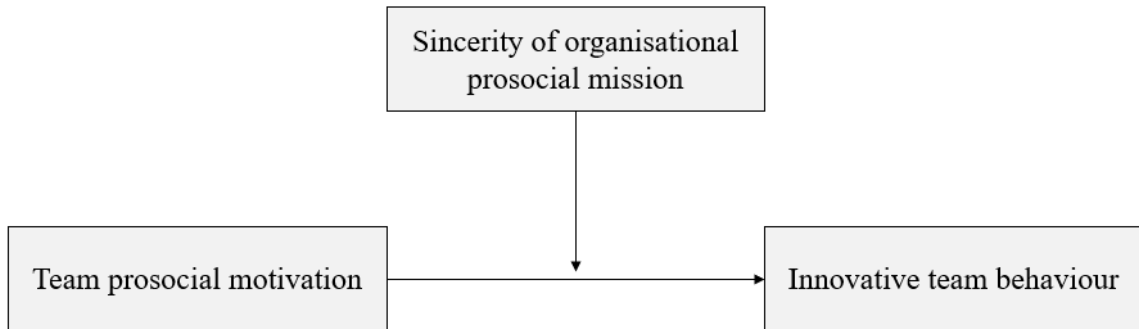 Sincerity of organisational
prosocial mission
Team prosocial motivation
Innovative team behaviour